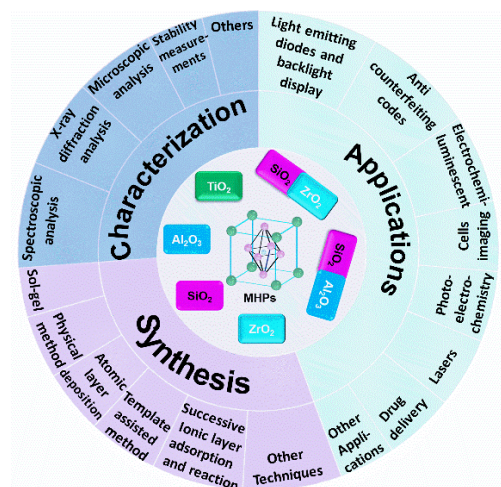 Characterization
Spectroscopic
analysis
X-ray
diffraction
analysis
Microscopic
analysis
Stability
measure-
ments
Others
Applications
Light emitting
diodes and
backlight
display
Anti
counterfeiting
codes
Electrochemi-
luminescent
Cells
imaging
Photo-
electro-
chemistry
Lasers
Drug
delivery
Other
Appli-
cations
Synthesis
Sol-gel
method
Physical
deposition
Atomic
layer
Template
assisted
method
Successive
Ionic layer
adsorption
and reaction
Other
Techniques
TiO2
SiO2
ZrO2
Al2O3
SiO2
Al2O3
SiO2
MHPs
ZrO2